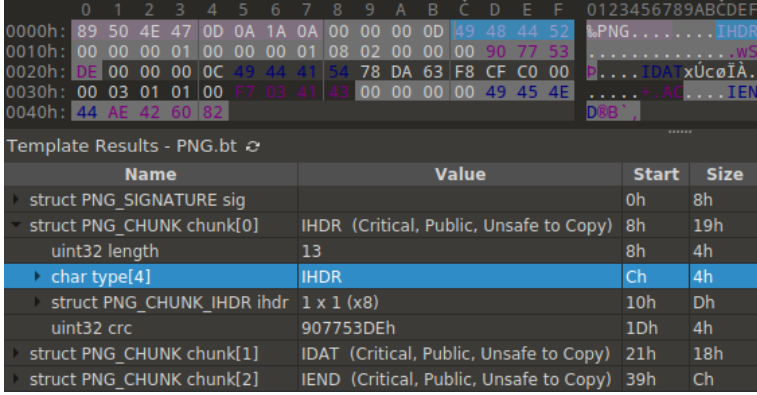 0 1 2 3 4 5 6 7 8 9 A B C D E F 0123456789ABCDEF
0000h: 89 50 4E 47 0D 0A 1A 0A 00 00 00 0D 49 48 44 52 ‰PNG........IHDR
0010h: 00 00 00 01 00 00 00 01 08 02 00 00 00 90 77 53 ..............wS
0020h: DE 00 00 00 0C 49 44 41 54 78 DA 63 F8 CF C0 00 Þ....IDATxÚcøÏÀ.
0030h: 00 03 01 01 00 F7 03 41 43 00 00 00 00 49 45 4E
0040h: 44 AE 42 60 82 D®B`‚
Template Results - PNG.bt
Name Value Start Size
struct PNG_SIGNATURE sig 0h 8h
struct PNG_CHUNK chunk[0] IHDR (Critical, Public, Unsafe to Copy) 8h 19h
uint32 length 13 8h 4h
char type[4] IHDR Ch 4h
struct PNG_CHUNK_IHDR ihdr 1 x 1 (x8) 10h Dh
uint32 crc 907753DEh 1Dh 4h
struct PNG_CHUNK chunk[1] IDAT (Critical, Public, Unsafe to Copy) 21h 18h
struct PNG_CHUNK chunk[2] IEND (Critical, Public, Unsafe to Copy) 39h Ch